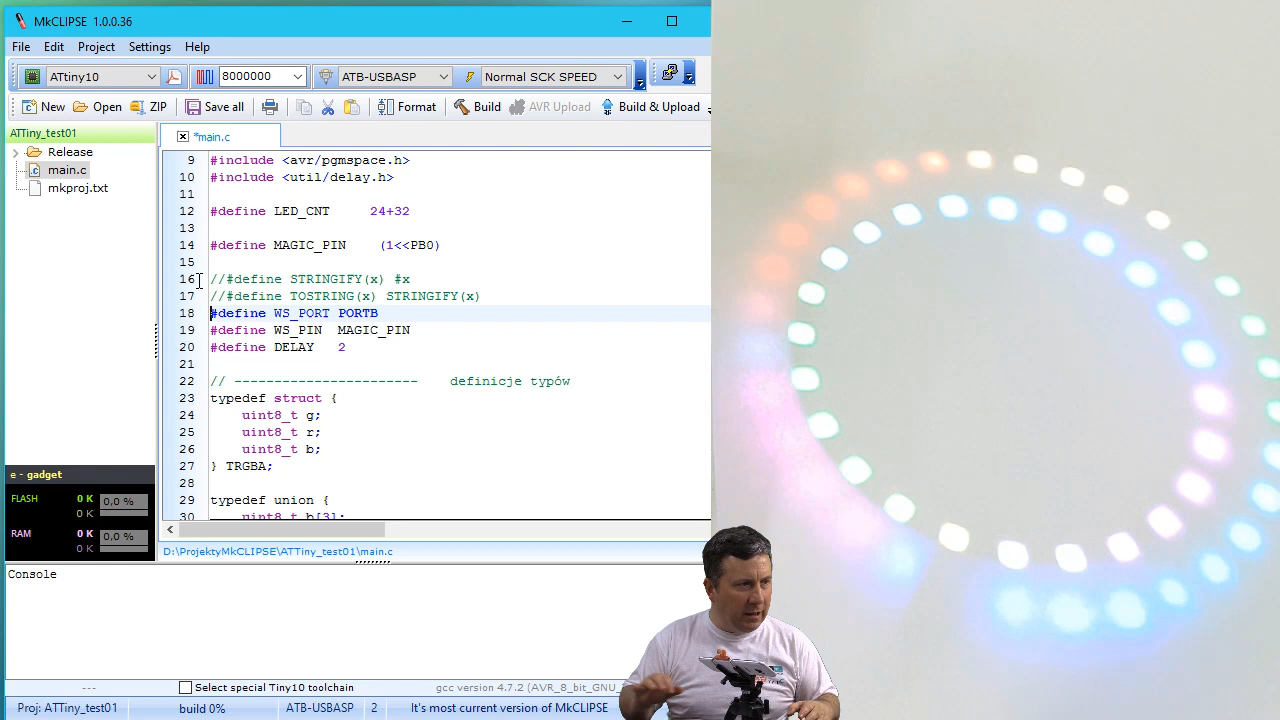 MkCLIPSE 1.0.0.36
File Edit Project Settings Help
ATtiny10 8000000 ATB-USBASP Normal SCK SPEED
New Open ZIP Save all Format Build AVR Upload Build & Upload
ATTiny_test01
*main.c
Release
main.c
mkproj.txt
9 #include <avr/pgmspace.h>
10 #include <util/delay.h>
11
12 #define LED_CNT 24+32
13
14 #define MAGIC_PIN (1<<PB0)
15
16 //#define STRINGIFY(x) #x
17 //#define TOSTRING(x) STRINGIFY(x)
18 #define WS_PORT PORTB
19 #define WS_PIN MAGIC_PIN
20 #define DELAY 2
21
22 // ----------------------- definicje typów
23 typedef struct {
24 uint8_t g;
25 uint8_t r;
26 uint8_t b;
27 } TRGBA;
28
29 typedef union {
30 uint8_t b[3];
e - gadget
FLASH 0 K 0,0 %
0 K
RAM 0 K 0,0 %
0 K
D:\ProjektyMkCLIPSE\ATTiny_test01\main.c
Console
--- Select special Tiny10 toolchain gcc version 4.7.2 (AVR_8_bit_GNU_
Proj: ATTiny_test01 build 0% ATB-USBASP 2 It's most current version of MkCLIPSE